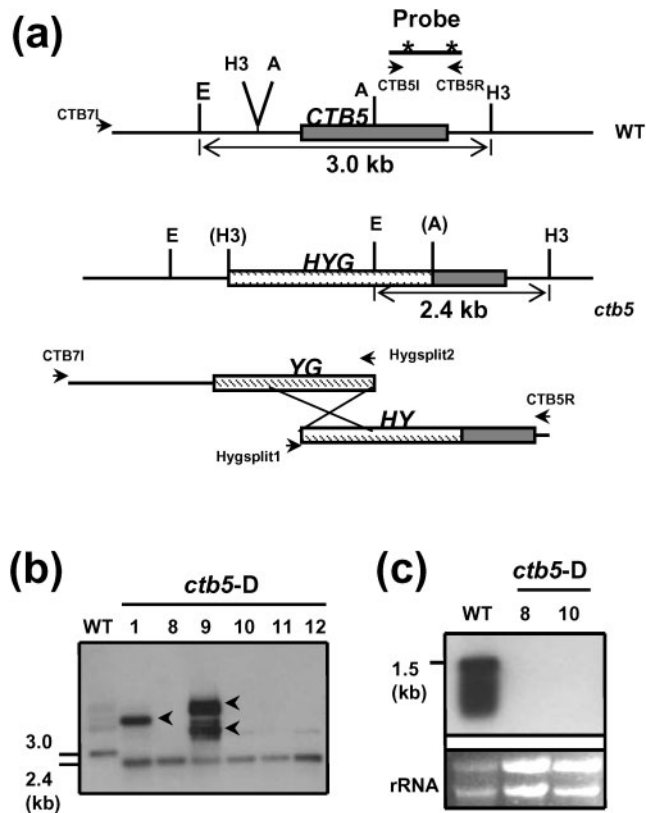 (a)
Probe
* *
CTB5I CTB5R
H3 A
E
A
H3
CTB7I
CTB5
WT
3.0 kb
E (H3) E (A) H3
HYG
2.4 kb
ctb5
CTB7I
YG
Hygsplit2
HY
CTB5R
Hygsplit1
(b)
ctb5-D
WT 1 8 9 10 11 12
3.0
2.4
(kb)
(c)
ctb5-D
WT 8 10
1.5
(kb)
rRNA